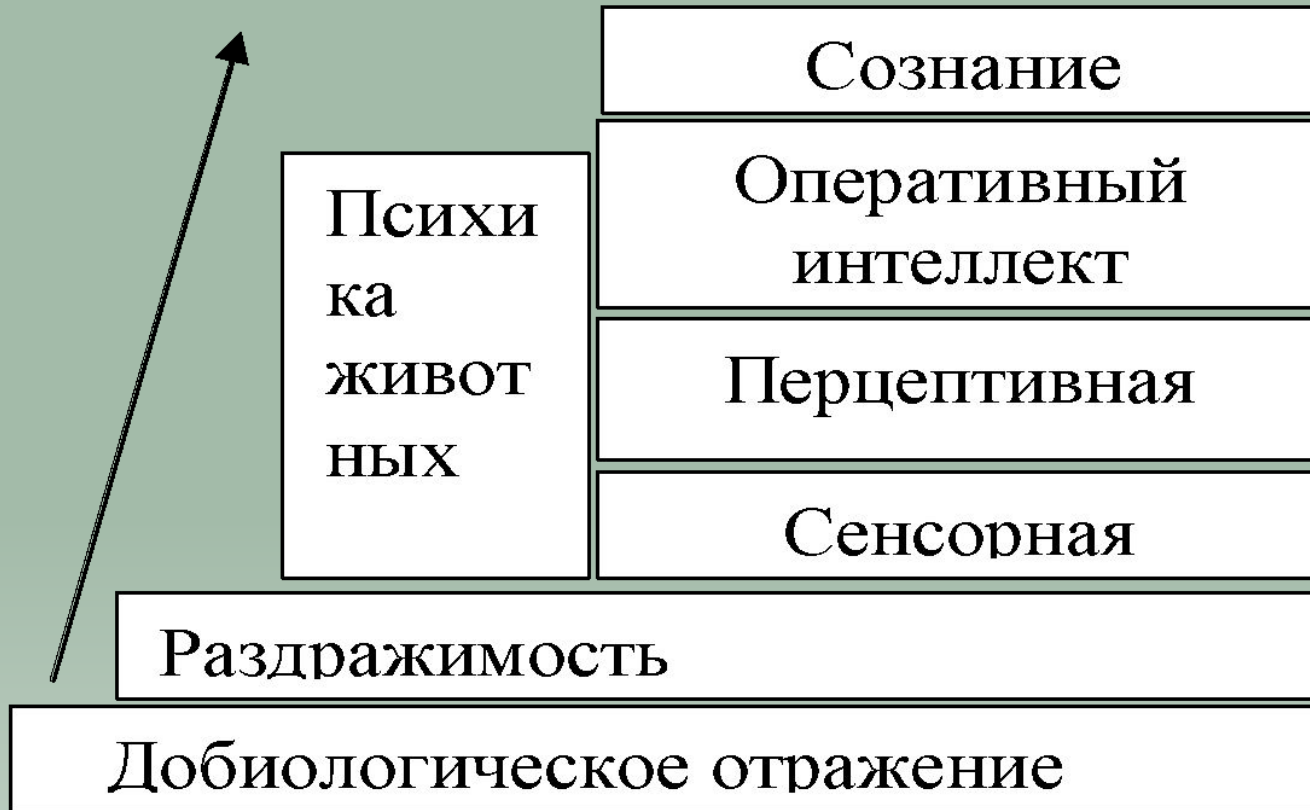 Сознание
Оперативный
интеллект
Психи
ка
живот
ных
Перцептивная
Сенсорная
Раздражимость
Добиологическое отражение